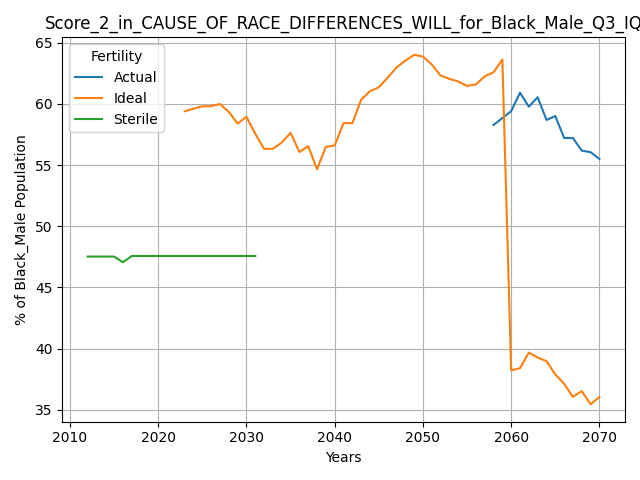 Score_2_in_CAUSE_OF_RACE_DIFFERENCES_WILL_for_Black_Male_Q3_IQ
Fertility
Actual
Ideal
Sterile
% of Black_Male Population
65
60
55
50
45
40
35
2010 2020 2030 2040 2050 2060 2070
Years